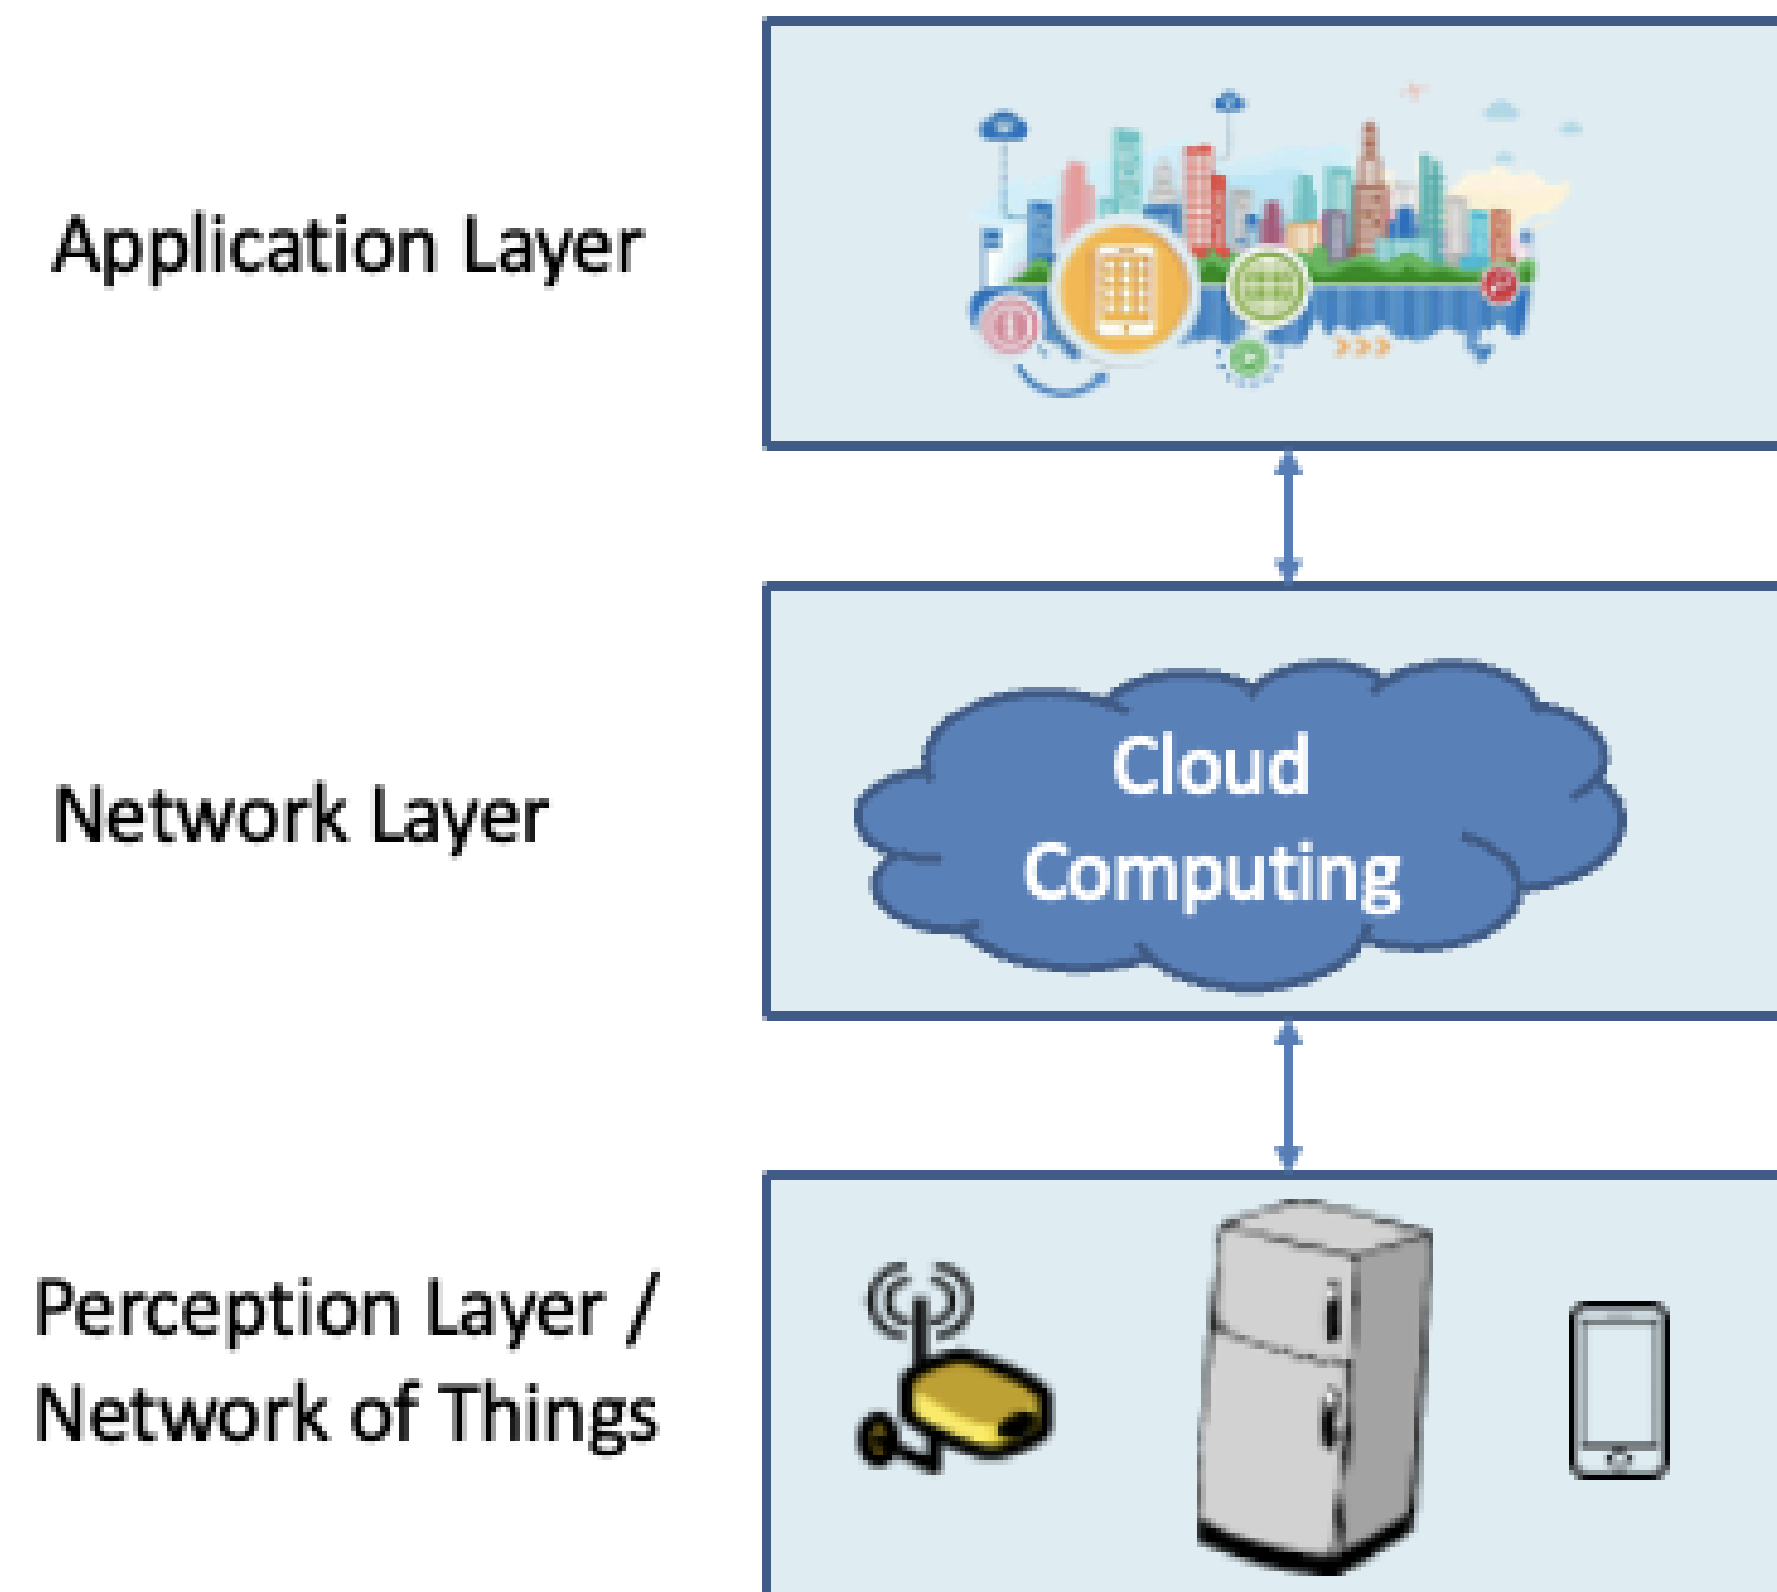 Application Layer
Network Layer
Cloud
Computing
Perception Layer /
Network of Things